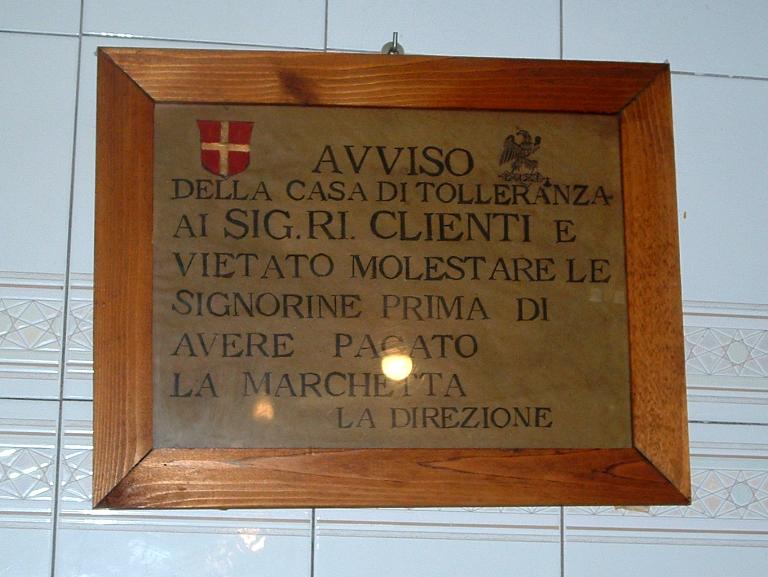 AVVISO
DELLA CASA DI TOLLERANZA
AI SIG.RI. CLIENTI E
VIETATO MOLESTARE LE
SIGNORINE PRIMA DI
AVERE PAGATO
LA MARCHETTA
LA DIREZIONE